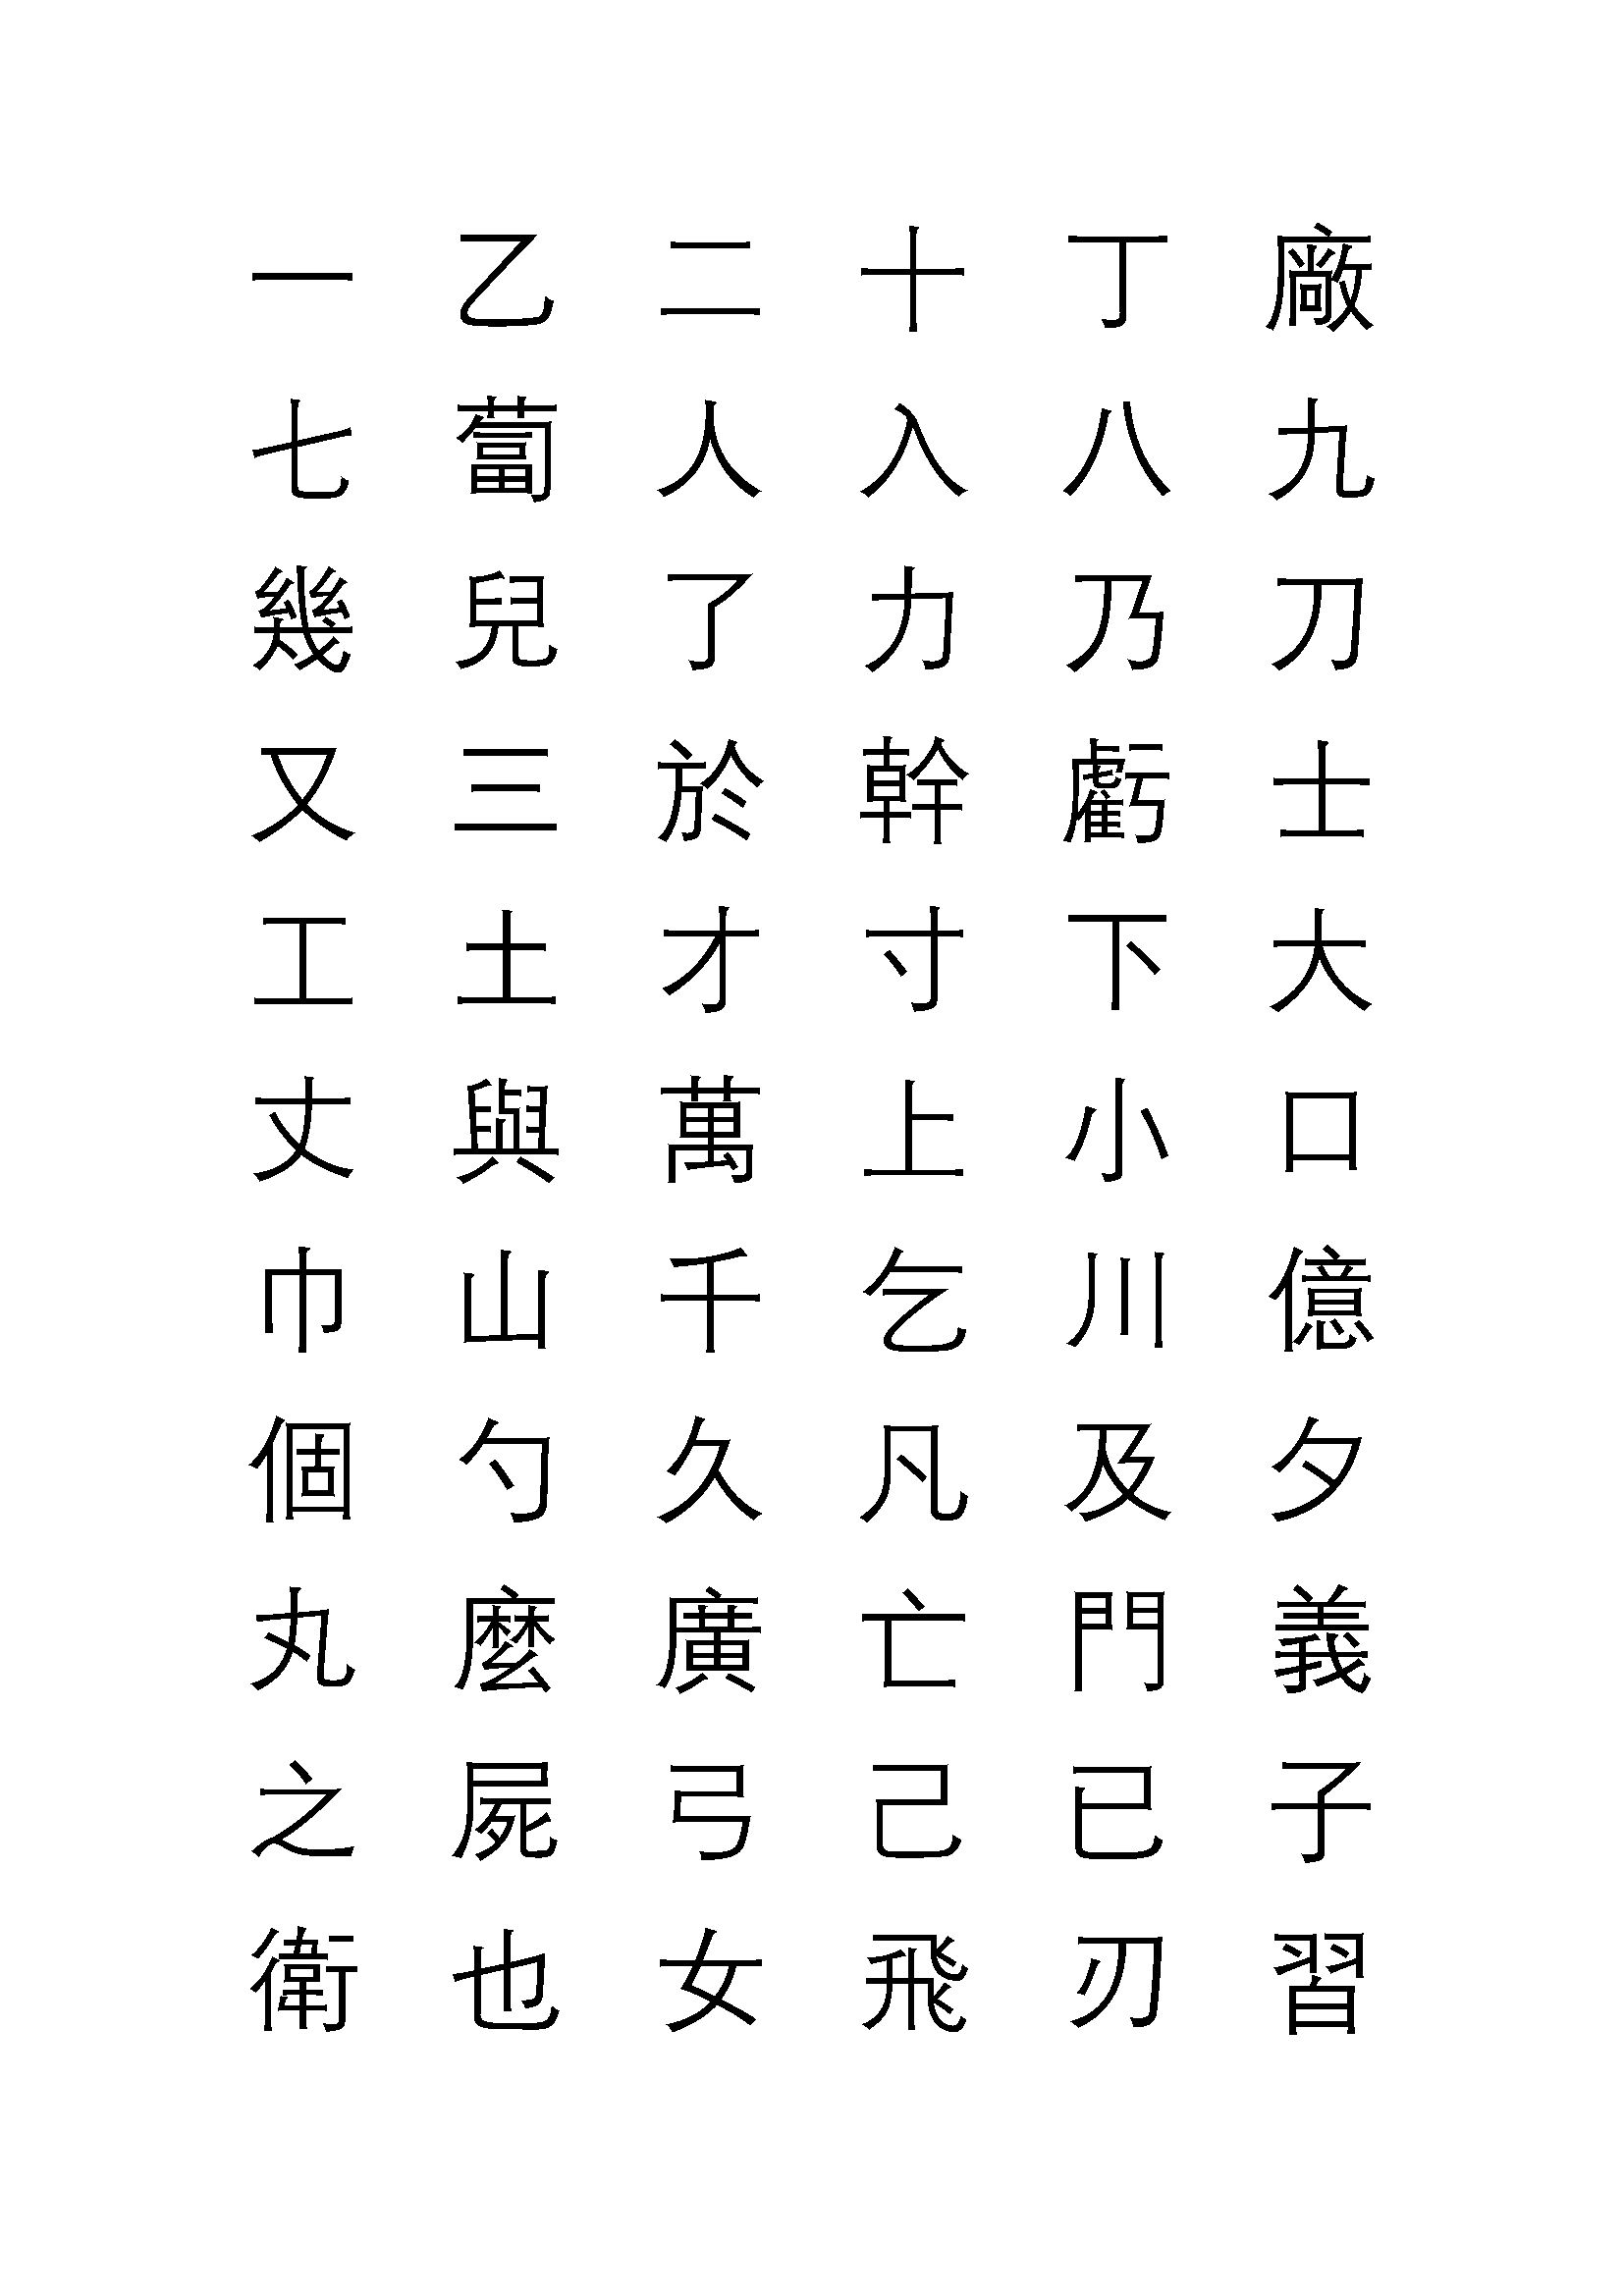 一 乙 二 十 丁 廠
七 蔔 人 入 八 九
幾 兒 了 力 乃 刀
又 三 於 幹 虧 士
工 土 才 寸 下 大
丈 與 萬 上 小 口
巾 山 千 乞 川 億
個 勺 久 凡 及 夕
丸 麼 廣 亡 門 義
之 屍 弓 己 已 子
衛 也 女 飛 刃 習